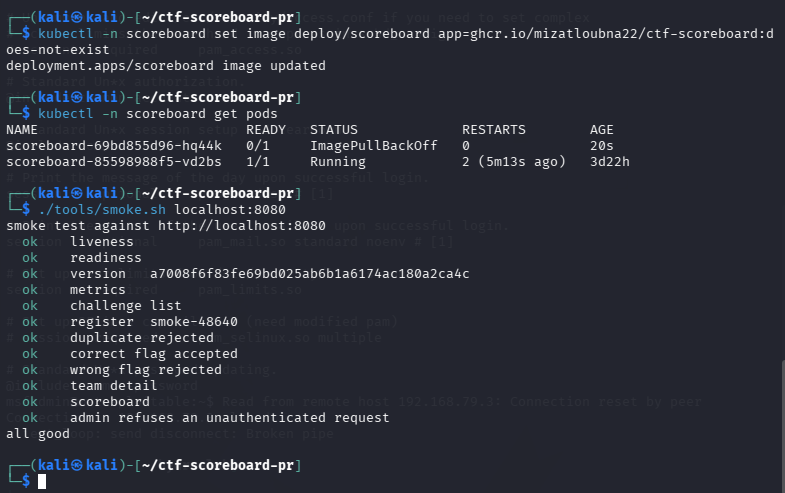 ┌──(kali㉿kali)-[~/ctf-scoreboard-pr]
└─$ kubectl -n scoreboard set image deploy/scoreboard app=ghcr.io/mizatloubna22/ctf-scoreboard:d
oes-not-exist
deployment.apps/scoreboard image updated
┌──(kali㉿kali)-[~/ctf-scoreboard-pr]
└─$ kubectl -n scoreboard get pods
NAME READY STATUS RESTARTS AGE
scoreboard-69bd855d96-hq44k 0/1 ImagePullBackOff 0 20s
scoreboard-85598988f5-vd2bs 1/1 Running 2 (5m13s ago) 3d22h
┌──(kali㉿kali)-[~/ctf-scoreboard-pr]
└─$ ./tools/smoke.sh localhost:8080
smoke test against http://localhost:8080
ok liveness
ok readiness
ok version a7008f6f83fe69bd025ab6b1a6174ac180a2ca4c
ok metrics
ok challenge list
ok register smoke-48640
ok duplicate rejected
ok correct flag accepted
ok wrong flag rejected
ok team detail
ok scoreboard
ok admin refuses an unauthenticated request
all good
┌──(kali㉿kali)-[~/ctf-scoreboard-pr]
└─$